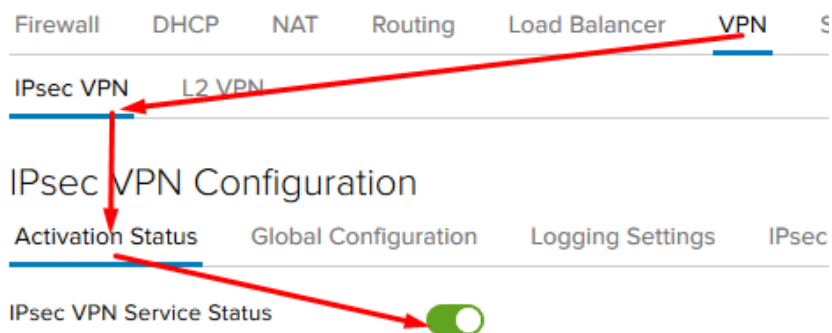 Firewall DHCP NAT Routing Load Balancer VPN S
IPsec VPN L2 VPN
IPsec VPN Configuration
Activation Status Global Configuration Logging Settings IPsec
IPsec VPN Service Status